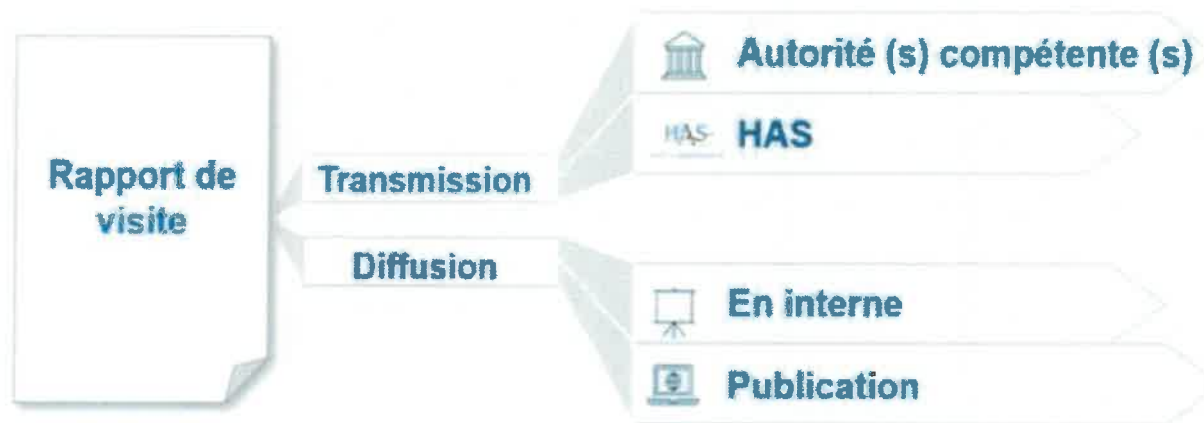 Rapport de
visite
Transmission
Autorité (s) compétente (s)
HAS HAS
Diffusion
En interne
Publication